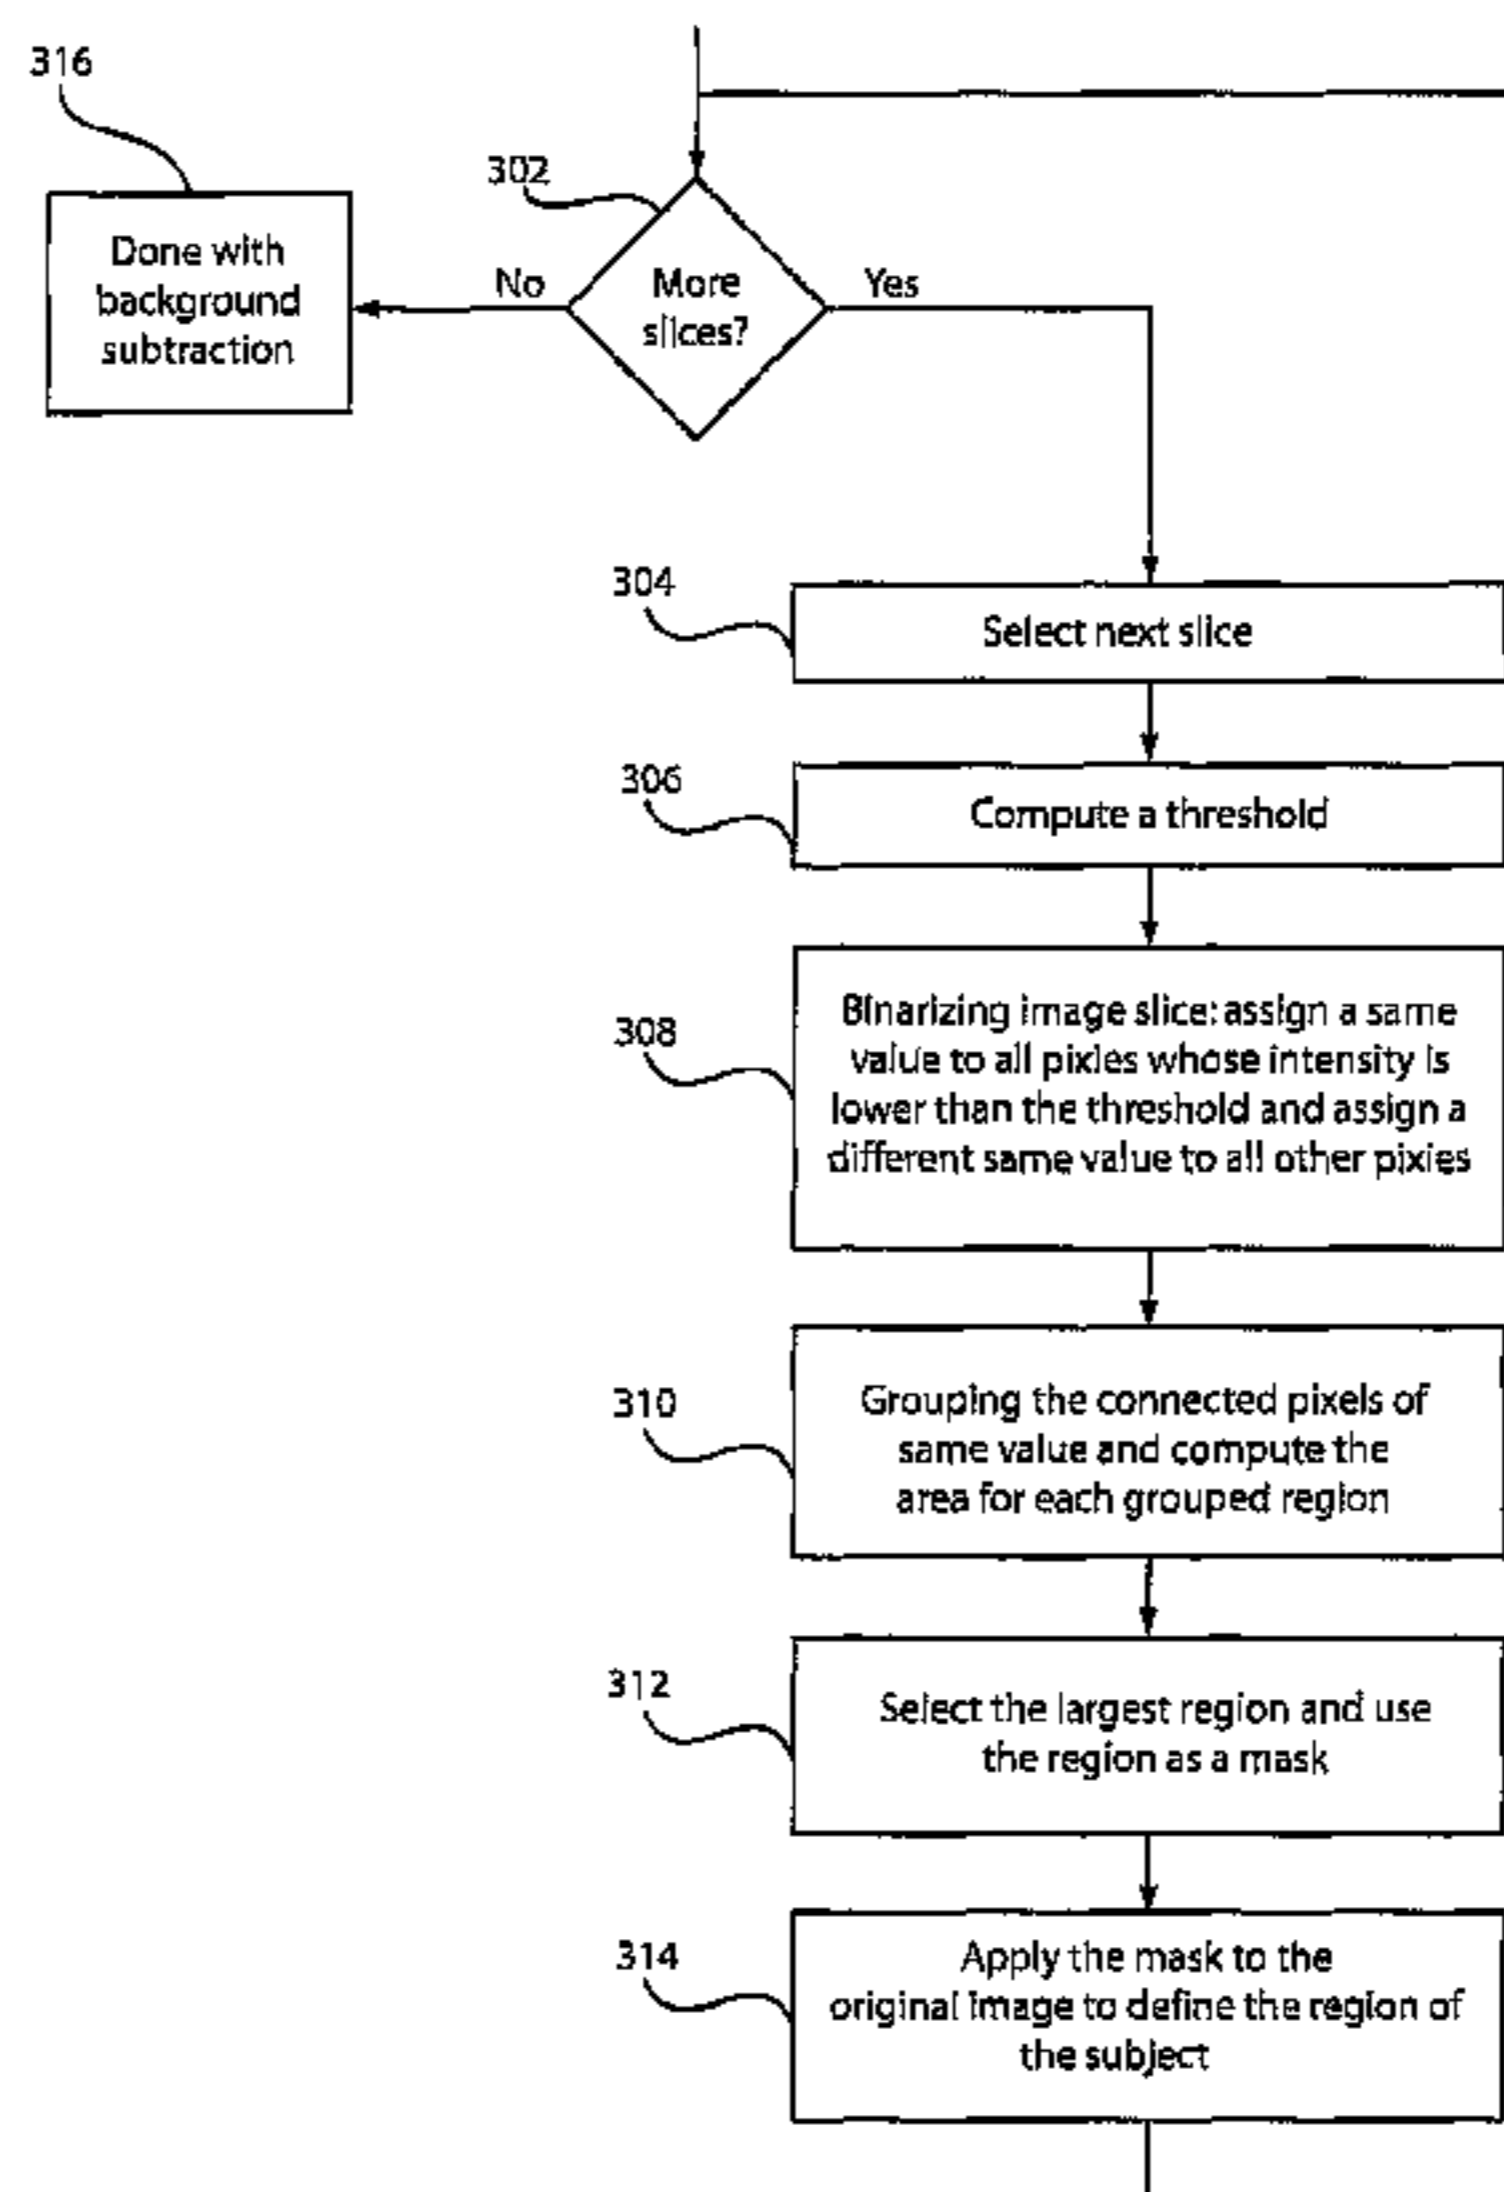 316
302
Done with
background
subtraction
No
More
slices?
Yes
304
Select next slice
306
Compute a threshold
308
Binarizing image slice: assign a same
value to all pixles whose intensity is
lower than the threshold and assign a
different same value to all other pixies
310
Grouping the connected pixels of
same value and compute the
area for each grouped region
312
Select the largest region and use
the region as a mask
314
Apply the mask to the
original image to define the region of
the subject